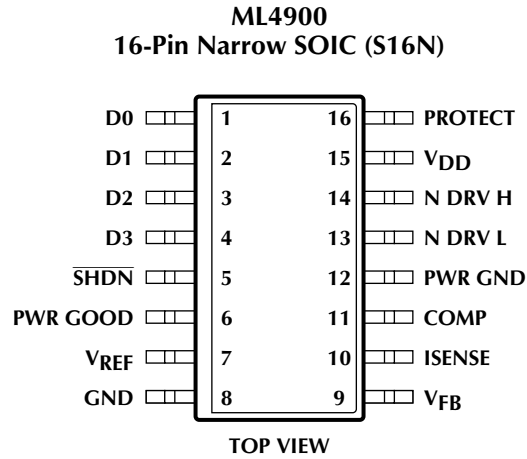 ML4900
16-Pin Narrow SOIC (S16N)
D0 1 16 PROTECT
D1 2 15 VDD
D2 3 14 N DRV H
D3 4 13 N DRV L
SHDN 5 12 PWR GND
PWR GOOD 6 11 COMP
VREF 7 10 ISENSE
GND 8 9 VFB
TOP VIEW